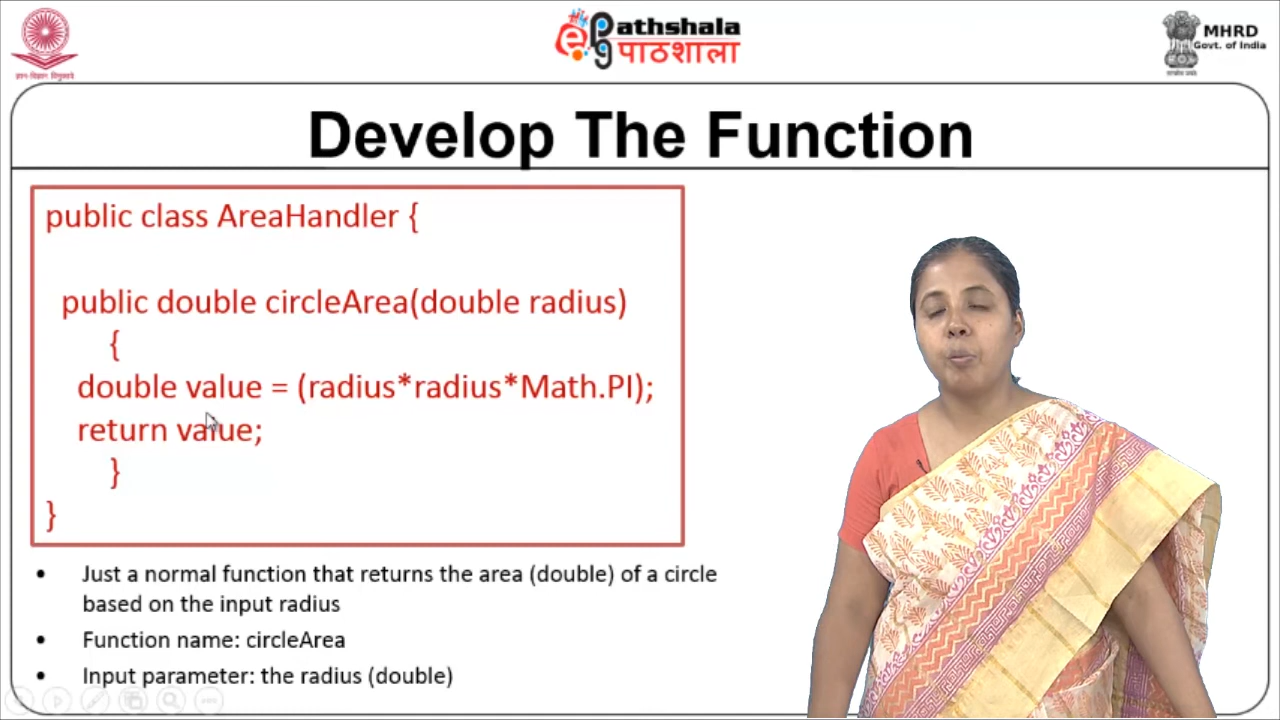 ePathshala
पाठशाला
MHRD
Govt. of India
Develop The Function
public class AreaHandler {
public double circleArea(double radius)
{
double value = (radius*radius*Math.PI);
return value;
}
}
• Just a normal function that returns the area (double) of a circle
based on the input radius
• Function name: circleArea
• Input parameter: the radius (double)